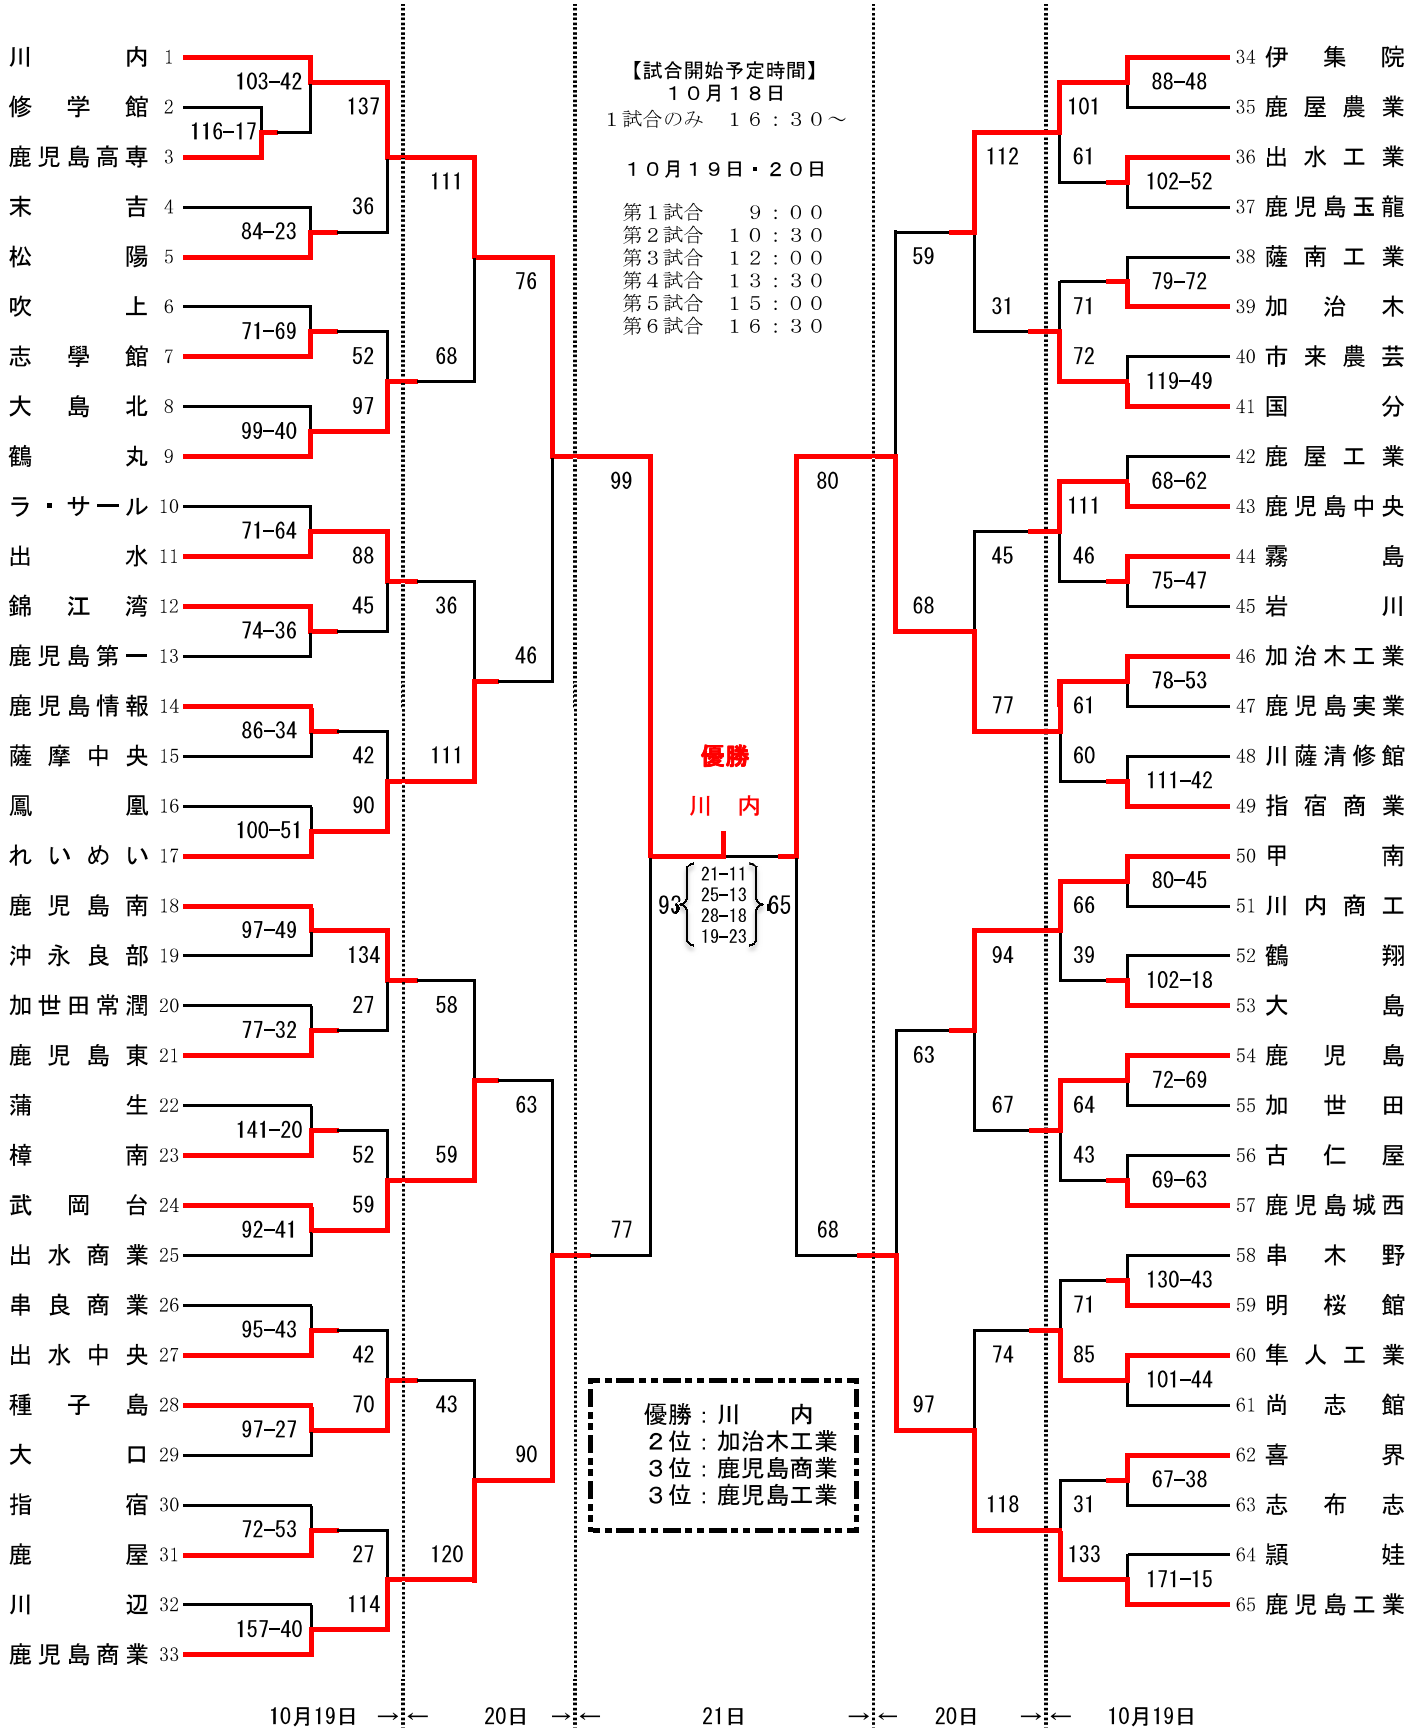 川内 1
103−42
修学館 2
116−17
鹿児島高専 3
137
末吉 4
84−23
36
松陽 5
111
吹上 6
71−69
志學館 7
52
68
大島北 8
99−40
97
鶴丸 9
76
ラ・サール 10
71−64
出水 11
88
錦江湾 12
74−36
45
36
鹿児島第一 13
46
鹿児島情報 14
86−34
薩摩中央 15
42
111
鳳凰 16
100−51
90
れいめい 17
99
鹿児島南 18
97−49
沖永良部 19
134
加世田常潤 20
77−32
27
58
鹿児島東 21
蒲生 22
141−20
63
樟南 23
52
59
武岡台 24
92−41
59
出水商業 25
77
串良商業 26
95−43
出水中央 27
42
種子島 28
97−27
70
43
大口 29
90
指宿 30
72−53
鹿屋 31
27
120
川辺 32
157−40
114
鹿児島商業 33
【試合開始予定時間】
10月18日
1試合のみ 16:30〜
10月19日・20日
第1試合 9:00
第2試合 10:30
第3試合 12:00
第4試合 13:30
第5試合 15:00
第6試合 16:30
優勝
川内
93
21−11
25−13
28−18
19−23
65
優勝:川内
2位:加治木工業
3位:鹿児島商業
3位:鹿児島工業
34 伊集院
88−48
35 鹿屋農業
101
112
61
36 出水工業
102−52
37 鹿児島玉龍
59
38 薩南工業
79−72
39 加治木
71
31
72
40 市来農芸
119−49
41 国分
80
42 鹿屋工業
68−62
43 鹿児島中央
111
45
46
44 霧島
75−47
45 岩川
68
46 加治木工業
78−53
47 鹿児島実業
61
77
60
48 川薩清修館
111−42
49 指宿商業
50 甲南
80−45
51 川内商工
66
94
39
52 鶴翔
102−18
53 大島
63
54 鹿児島
72−69
55 加世田
64
67
43
56 古仁屋
69−63
57 鹿児島城西
68
58 串木野
130−43
59 明桜館
71
74
85
60 隼人工業
101−44
61 尚志館
97
62 喜界
67−38
63 志布志
31
118
133
64 頴娃
171−15
65 鹿児島工業
10月19日 →← 20日 →← 21日 →← 20日 →← 10月19日